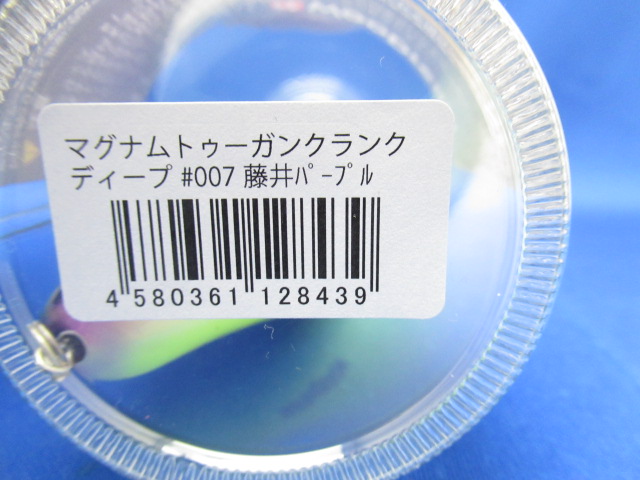 マグナムトゥーガンクランク
ディープ #007 藤井ﾊﾟｰﾌﾟﾙ
4 580361 128439